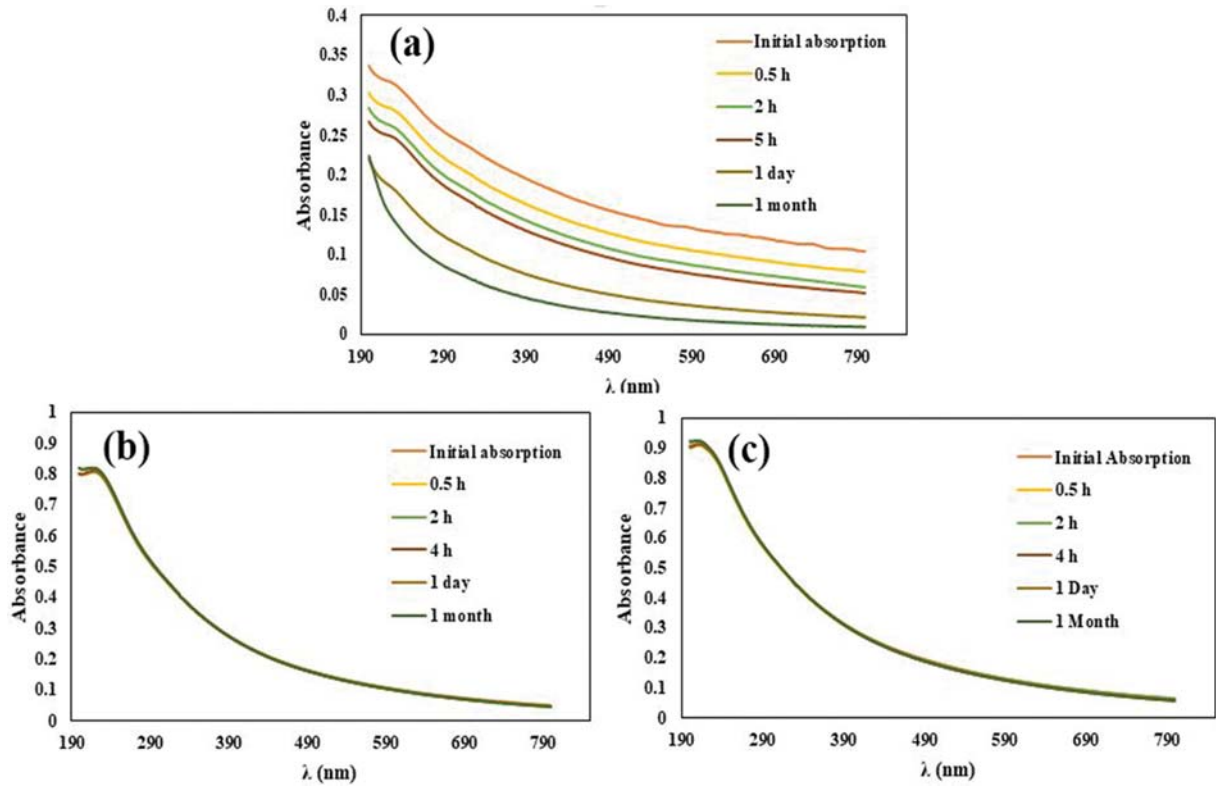 (a)
0.4
0.35
0.3
0.25
0.2
0.15
0.1
0.05
0
Absorbance
190 290 390 490 590 690 790
λ (nm)
Initial absorption
0.5 h
2 h
5 h
1 day
1 month
(b)
1
0.9
0.8
0.7
0.6
0.5
0.4
0.3
0.2
0.1
0
Absorbance
190 290 390 490 590 690 790
λ (nm)
Initial absorption
0.5 h
2 h
4 h
1 day
1 month
(c)
1
0.9
0.8
0.7
0.6
0.5
0.4
0.3
0.2
0.1
0
Absorbance
190 290 390 490 590 690 790
λ (nm)
Initial Absorption
0.5 h
2 h
4 h
1 Day
1 Month